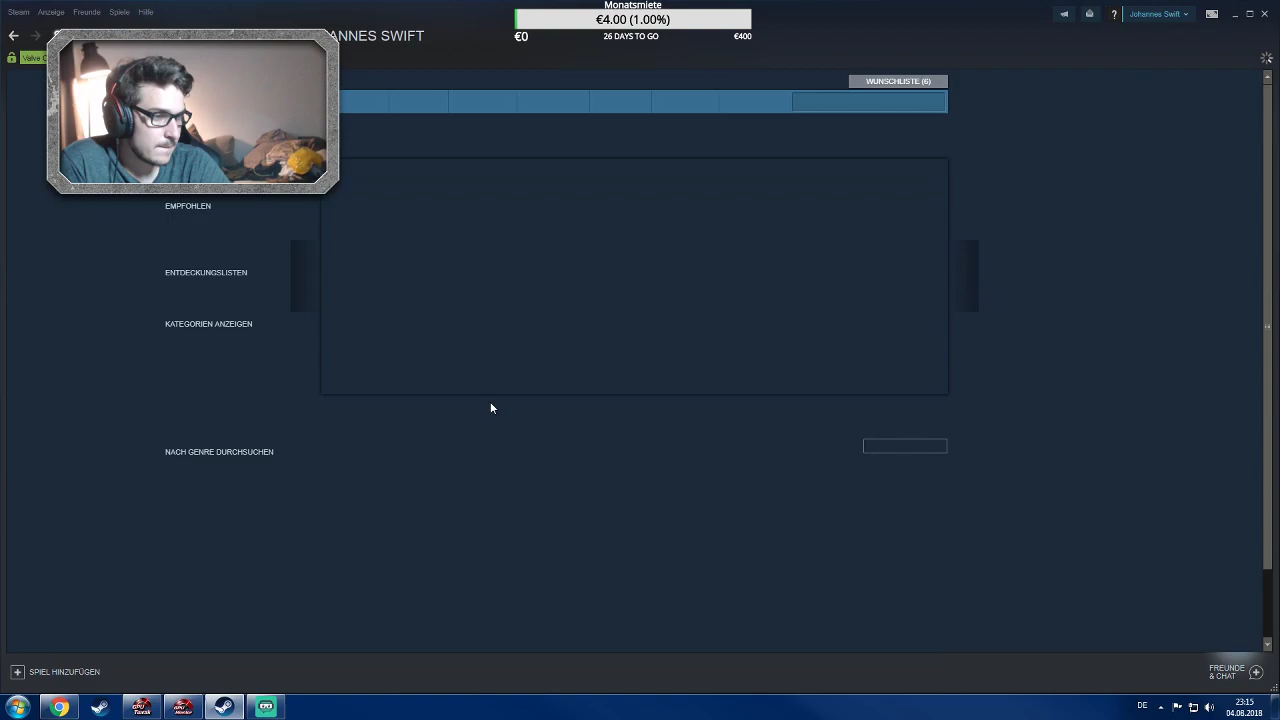 Steam Anzeige Freunde Spiele Hilfe
Monatsmiete
€4.00 (1.00%)
€0 26 DAYS TO GO €400
Johannes Swift
ANNES SWIFT
WUNSCHLISTE (6)
EMPFOHLEN
ENTDECKUNGSLISTEN
KATEGORIEN ANZEIGEN
NACH GENRE DURCHSUCHEN
SPIEL HINZUFÜGEN
FREUNDE
& CHAT
DE
23:15
04.08.2018